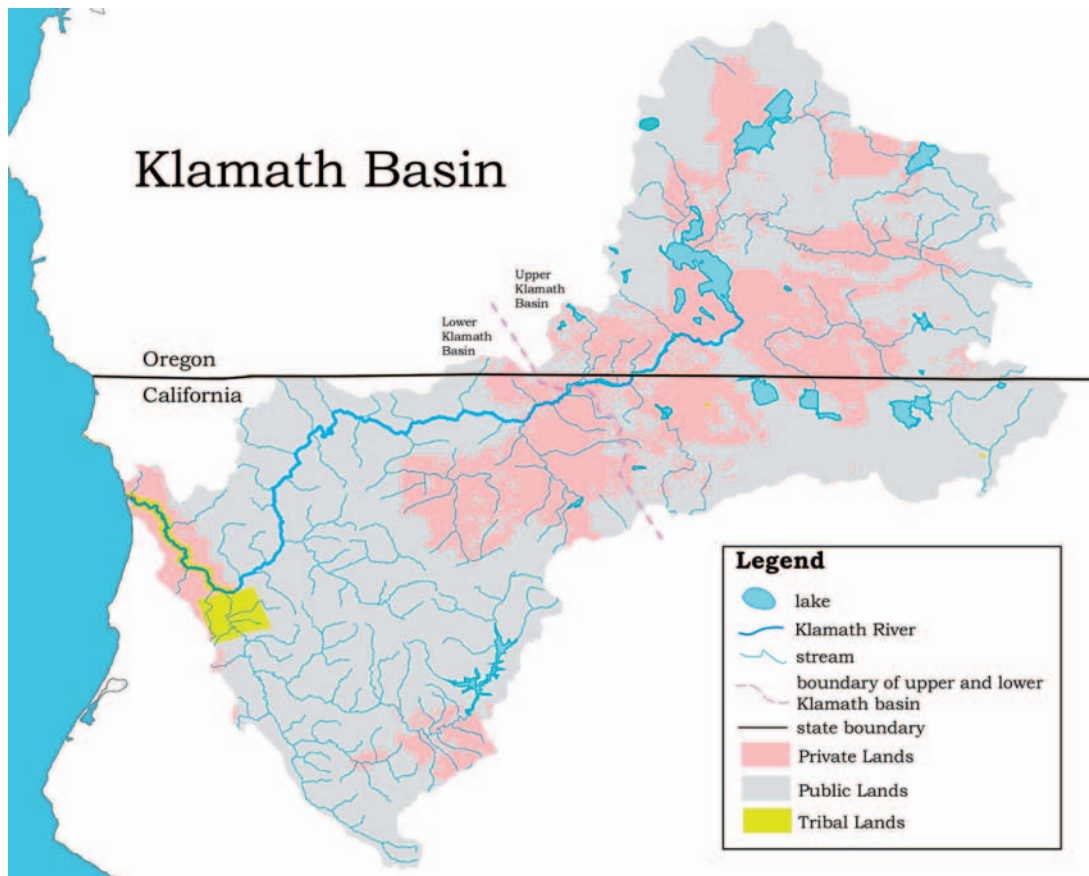 Klamath Basin
Upper
Klamath
Basin
Lower
Klamath
Basin
Oregon
California
Legend
lake
Klamath River
stream
boundary of upper and lower
Klamath basin
state boundary
Private Lands
Public Lands
Tribal Lands